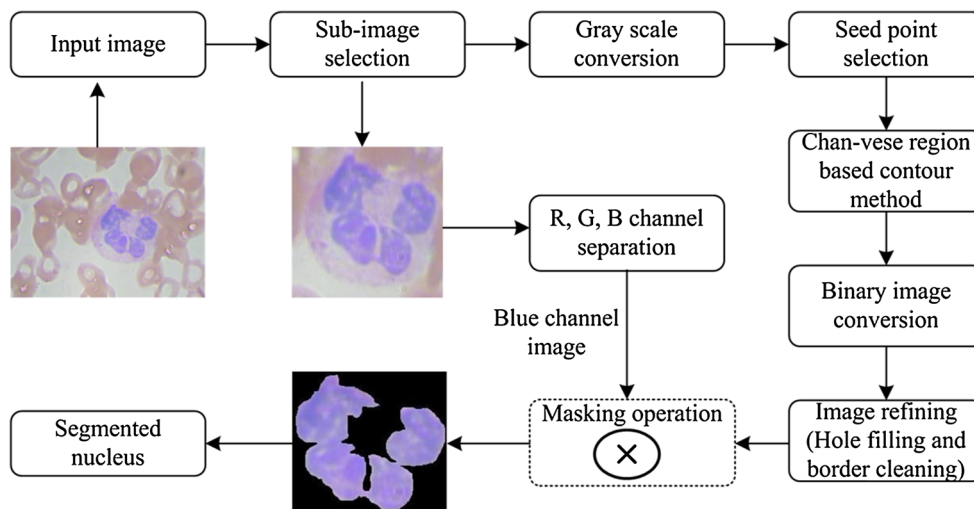 Input image
Sub-image
selection
Gray scale
conversion
Seed point
selection
Chan-vese region
based contour
method
R, G, B channel
separation
Binary image
conversion
Blue channel
image
Masking operation
Image refining
(Hole filling and
border cleaning)
Segmented
nucleus